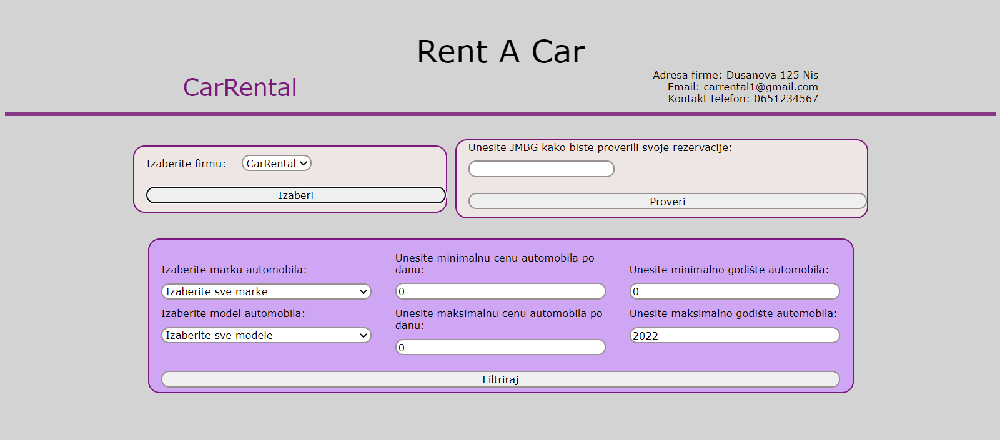 Rent A Car
CarRental
Adresa firme: Dusanova 125 Nis
Email: carrental1@gmail.com
Kontakt telefon: 0651234567
Izaberite firmu:
CarRental
Izaberi
Unesite JMBG kako biste proverili svoje rezervacije:
Proveri
Izaberite marku automobila:
Izaberite sve marke
Izaberite model automobila:
Izaberite sve modele
Unesite minimalnu cenu automobila po
danu:
0
Unesite maksimalnu cenu automobila po
danu:
0
Unesite minimalno godište automobila:
0
Unesite maksimalno godište automobila:
2022
Filtriraj